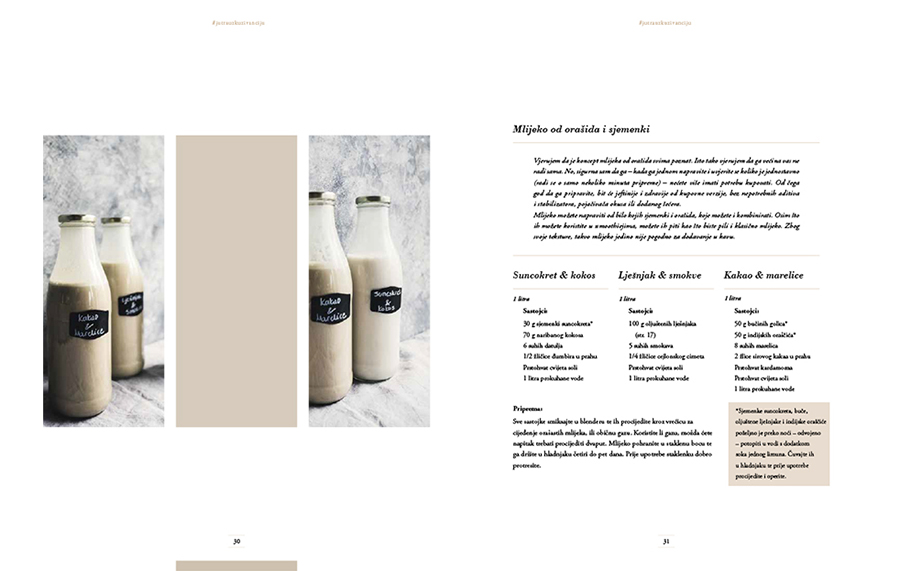 Kakao
&
Marelice
Lješnjak
&
Kakao
&
Marelice
Suncokret
&
kokos
30
Mlijeko od orašida i sjemenki
Vjerujem da je koncept mlijeka od orašida svima poznat. Isto tako vjerujem da ga većina vas ne
radi sama. No, sigurna sam da ga – kada ga jednom napravite i uvjerite se koliko je jednostavno
(radi se o samo nekoliko minuta pripreme) – nećete više imati potrebu kupovati. Od čega
god da ga pripravite, bit će jeftinije i zdravije od kupovne verzije, bez nepotrebnih aditiva
i stabilizatora, pojačivača okusa ili dodanog šećera.
Mlijeko možete napraviti od bilo kojih sjemenki i orašida, koje možete i kombinirati. Osim što
ih možete koristite u smoothiejima, možete ih piti kao što biste pili i klasično mlijeko. Zbog
svoje teksture, takvo mlijeko jedino nije pogodno za dodavanje u kavu.
Suncokret & kokos
1 litra
Sastojci:
30 g sjemenki suncokreta*
70 g naribanog kokosa
6 suhih datulja
1/2 žličice đumbira u prahu
Prstohvat cvijeta soli
1 litra prokuhane vode
Lješnjak & smokve
1 litra
Sastojci:
100 g oljuštenih lješnjaka
(str. 17)
5 suhih smokava
1/4 žličice cejlonskog cimeta
Prstohvat cvijeta soli
1 litra prokuhane vode
Kakao & marelice
1 litra
Sastojci:
50 g bučinih golica*
50 g indijskih oraščića*
8 suhih marelica
2 žlice sirovog kakaa u prahu
Prstohvat kardamoma
Prstohvat cvijeta soli
1 litra prokuhane vode
Priprema:
Sve sastojke smiksajte u blenderu te ih procijedite kroz vrećicu za
cijeđenje orašastih mlijeka, ili običnu gazu. Koristite li gazu, možda ćete
napitak trebati procijediti dvaput. Mlijeko pohranite u staklenu bocu te
ga držite u hladnjaku četiri do pet dana. Prije upotrebe staklenku dobro
protresite.
*Sjemenke suncokreta, buče,
oljuštene lješnjake i indijske oraščiće
poželjno je preko noći – odvojeno
– potopiti u vodi s dodatkom
soka jednog limuna. Čuvajte ih
u hladnjaku te prije upotrebe
procijedite i operite.
31